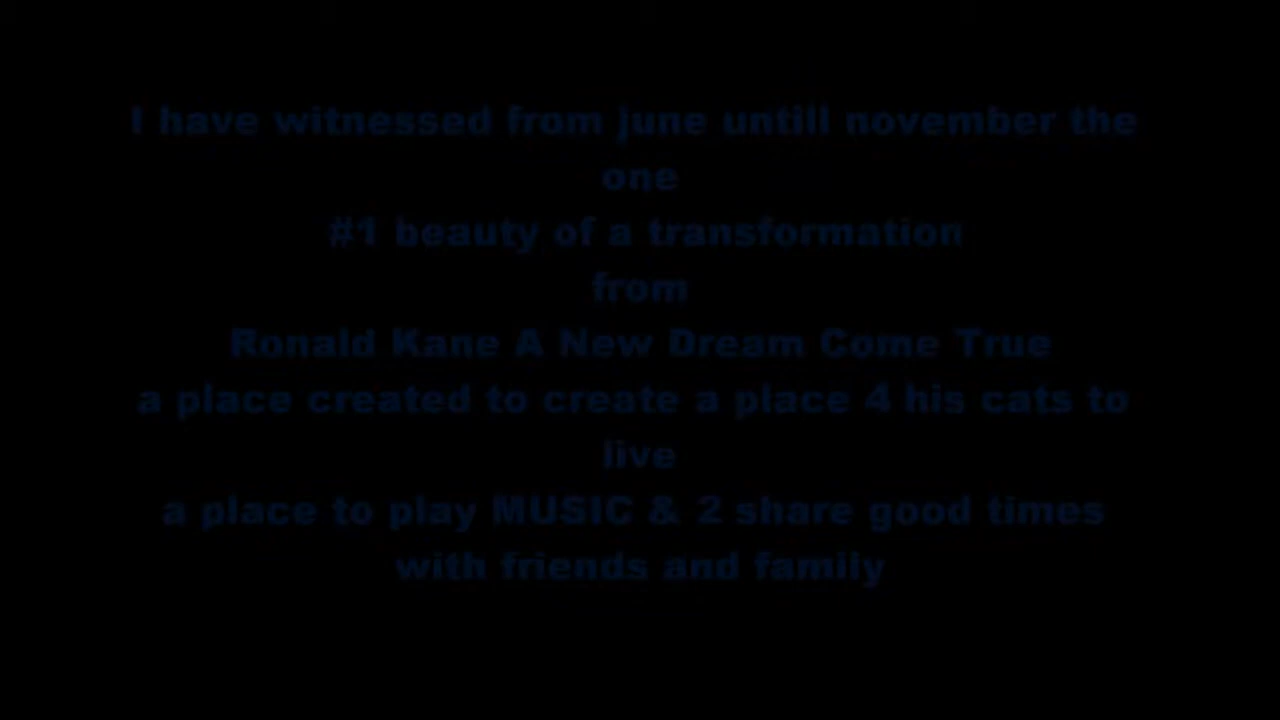 I have witnessed from june untill november the
one
#1 beauty of a transformation
from
Ronald Kane A New Dream Come True
a place created to create a place 4 his cats to
live
a place to play MUSIC & 2 share good times
with friends and family